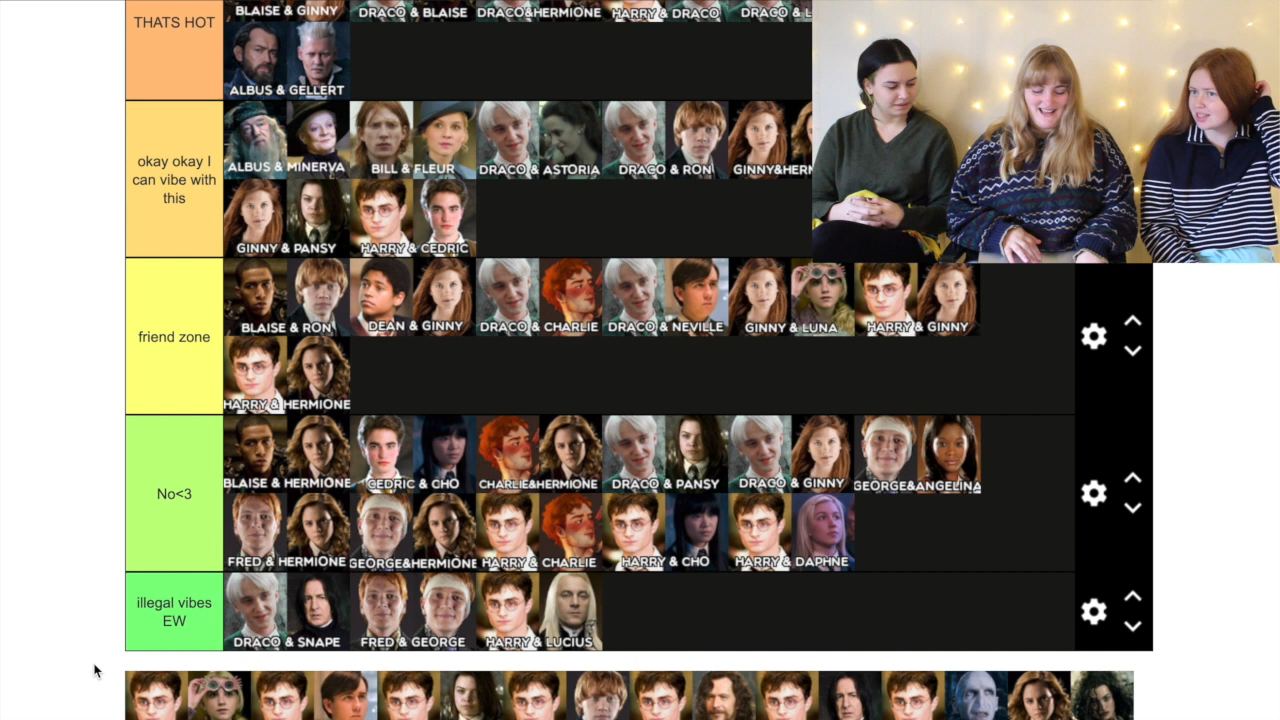 THATS HOT
BLAISE & GINNY
DRACO & BLAISE
DRACO&HERMIONE
HARRY & DRACO
DRACO & L
ALBUS & GELLERT
okay okay I
can vibe with
this
ALBUS & MINERVA
BILL & FLEUR
DRACO & ASTORIA
DRACO & RON
GINNY&HERM
GINNY & PANSY
HARRY & CEDRIC
friend zone
BLAISE & RON
DEAN & GINNY
DRACO & CHARLIE
DRACO & NEVILLE
GINNY & LUNA
HARRY & GINNY
HARRY & HERMIONE
No<3
BLAISE & HERMIONE
CEDRIC & CHO
CHARLIE&HERMIONE
DRACO & PANSY
DRACO & GINNY
GEORGE&ANGELINA
FRED & HERMIONE
GEORGE&HERMIONE
HARRY & CHARLIE
HARRY & CHO
HARRY & DAPHNE
illegal vibes
EW
DRACO & SNAPE
FRED & GEORGE
HARRY & LUCIUS